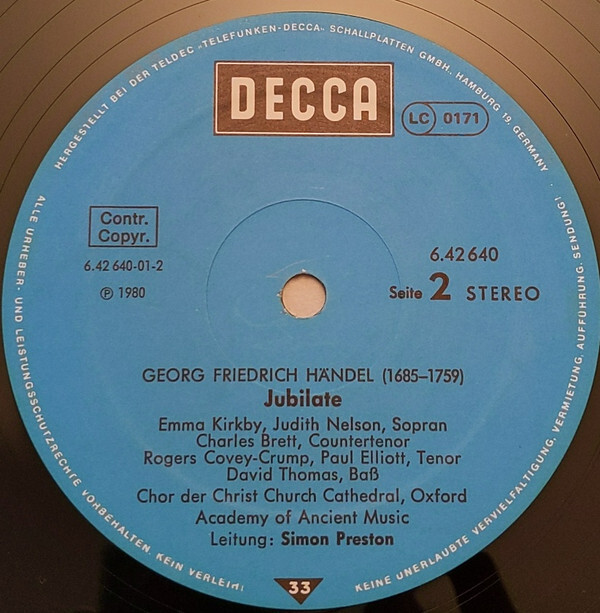 HERGESTELLT BEI DER TELDEC »TELEFUNKEN-DECCA« SCHALLPLATTEN GMBH, HAMBURG 19, GERMANY ·
DECCA
LC 0171
Contr.
Copyr.
6.42 640-01-2
℗ 1980
6.42 640
Seite 2 STEREO
GEORG FRIEDRICH HÄNDEL (1685–1759)
Jubilate
Emma Kirkby, Judith Nelson, Sopran
Charles Brett, Countertenor
Rogers Covey-Crump, Paul Elliott, Tenor
David Thomas, Baß
Chor der Christ Church Cathedral, Oxford
Academy of Ancient Music
Leitung: Simon Preston
33
ALLE URHEBER- UND LEISTUNGSSCHUTZRECHTE VORBEHALTEN. KEIN VERLEIH!
KEINE UNERLAUBTE VERVIELFÄLTIGUNG, VERMIETUNG, AUFFÜHRUNG, SENDUNG!